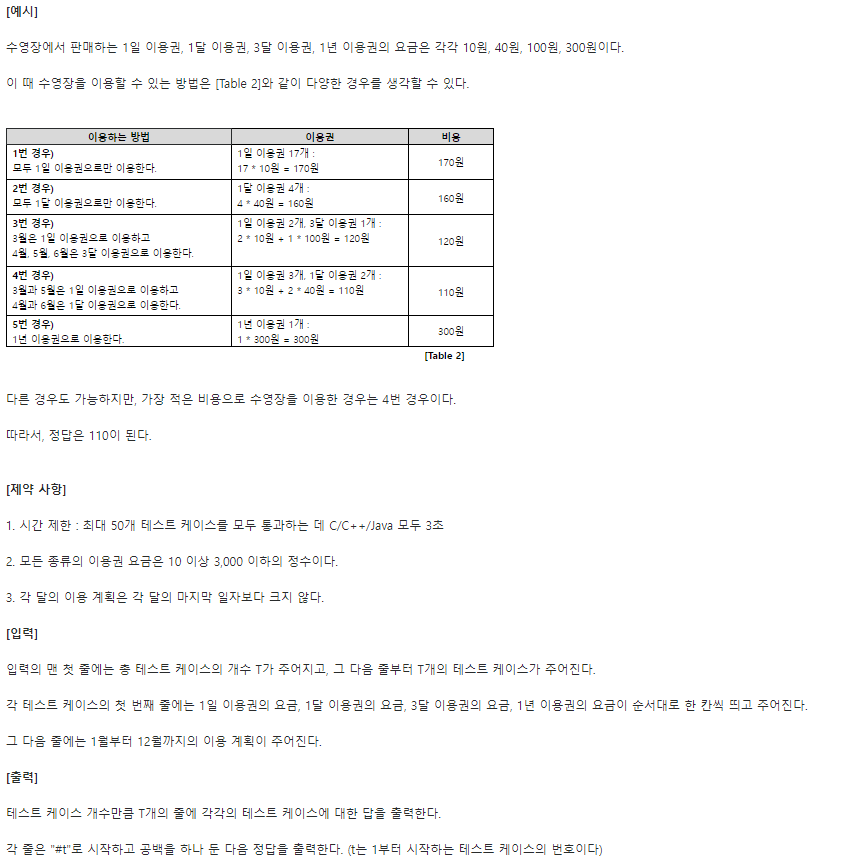 [예시]
수영장에서 판매하는 1일 이용권, 1달 이용권, 3달 이용권, 1년 이용권의 요금은 각각 10원, 40원, 100원, 300원이다.
이 때 수영장을 이용할 수 있는 방법은 [Table 2]와 같이 다양한 경우를 생각할 수 있다.
이용하는 방법 이용권 비용
1번 경우)
모두 1일 이용권으로만 이용한다.
1일 이용권 17개 :
17 * 10원 = 170원
170원
2번 경우)
모두 1달 이용권으로만 이용한다.
1달 이용권 4개 :
4 * 40원 = 160원
160원
3번 경우)
3월은 1일 이용권으로 이용하고
4월, 5월, 6월은 3달 이용권으로 이용한다.
1일 이용권 2개, 3달 이용권 1개 :
2 * 10원 + 1 * 100원 = 120원
120원
4번 경우)
3월과 5월은 1일 이용권으로 이용하고
4월과 6월은 1달 이용권으로 이용한다.
1일 이용권 3개, 1달 이용권 2개 :
3 * 10원 + 2 * 40원 = 110원
110원
5번 경우)
1년 이용권으로 이용한다.
1년 이용권 1개 :
1 * 300원 = 300원
300원
[Table 2]
다른 경우도 가능하지만, 가장 적은 비용으로 수영장을 이용한 경우는 4번 경우이다.
따라서, 정답은 110이 된다.
[제약 사항]
1. 시간 제한 : 최대 50개 테스트 케이스를 모두 통과하는 데 C/C++/Java 모두 3초
2. 모든 종류의 이용권 요금은 10 이상 3,000 이하의 정수이다.
3. 각 달의 이용 계획은 각 달의 마지막 일자보다 크지 않다.
[입력]
입력의 맨 첫 줄에는 총 테스트 케이스의 개수 T가 주어지고, 그 다음 줄부터 T개의 테스트 케이스가 주어진다.
각 테스트 케이스의 첫 번째 줄에는 1일 이용권의 요금, 1달 이용권의 요금, 3달 이용권의 요금, 1년 이용권의 요금이 순서대로 한 칸씩 띄고 주어진다.
그 다음 줄에는 1월부터 12월까지의 이용 계획이 주어진다.
[출력]
테스트 케이스 개수만큼 T개의 줄에 각각의 테스트 케이스에 대한 답을 출력한다.
각 줄은 "#t"로 시작하고 공백을 하나 둔 다음 정답을 출력한다. (t는 1부터 시작하는 테스트 케이스의 번호이다)